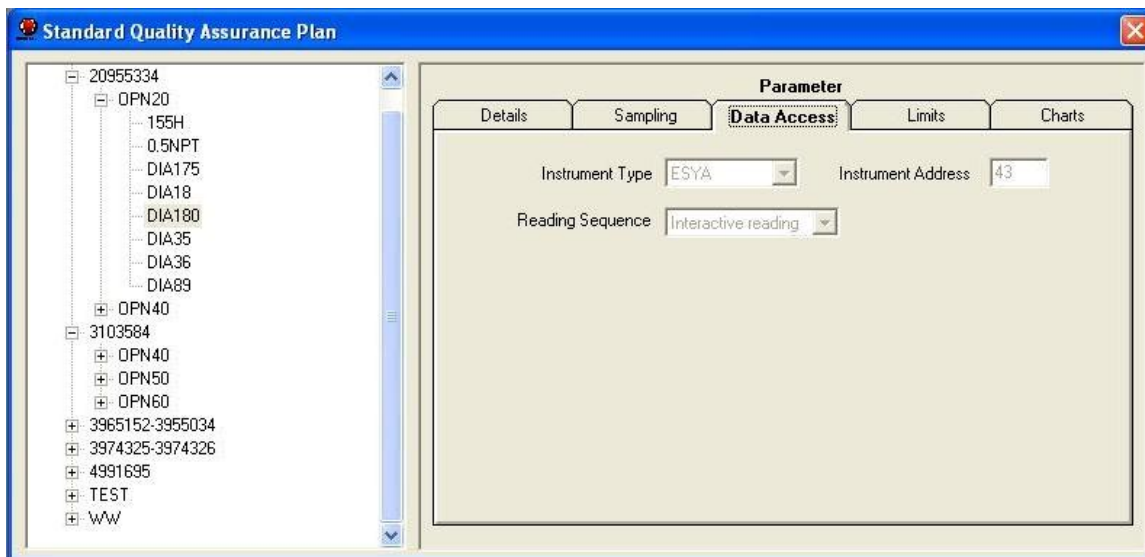 Standard Quality Assurance Plan
20955334
OPN20
155H
0.5NPT
DIA175
DIA18
DIA180
DIA35
DIA36
DIA89
OPN40
3103584
OPN40
OPN50
OPN60
3965152-3955034
3974325-3974326
4991695
TEST
WW
Parameter
Details Sampling Data Access Limits Charts
Instrument Type ESYA Instrument Address 43
Reading Sequence Interactive reading